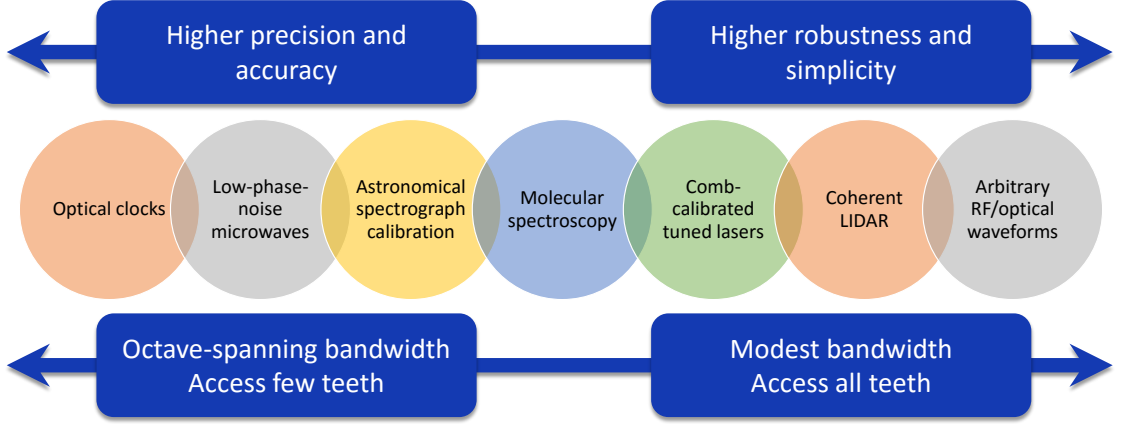 Higher precision and
accuracy
Higher robustness and
simplicity
Optical clocks
Low-phase-
noise
microwaves
Astronomical
spectrograph
calibration
Molecular
spectroscopy
Comb-
calibrated
tuned lasers
Coherent
LIDAR
Arbitrary
RF/optical
waveforms
Octave-spanning bandwidth
Access few teeth
Modest bandwidth
Access all teeth